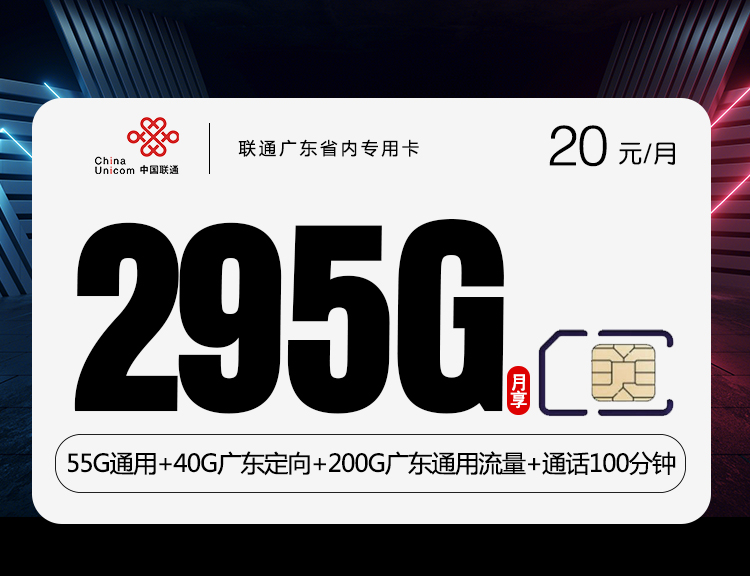 China
Unicom 中国联通
联通广东省内专用卡
20 元/月
295G
月享
55G通用+40G广东定向+200G广东通用流量+通话100分钟